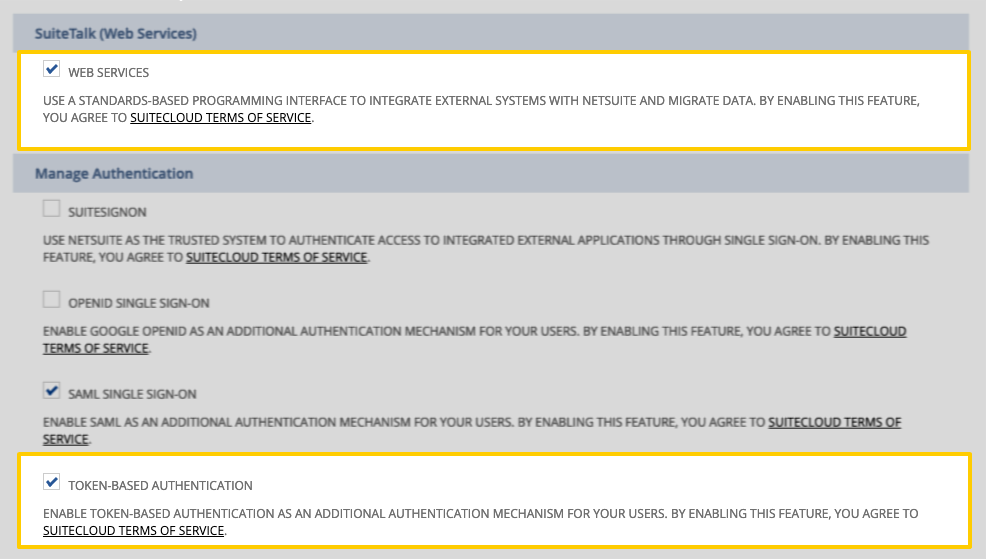 SuiteTalk (Web Services)
WEB SERVICES
USE A STANDARDS-BASED PROGRAMMING INTERFACE TO INTEGRATE EXTERNAL SYSTEMS WITH NETSUITE AND MIGRATE DATA. BY ENABLING THIS FEATURE,
YOU AGREE TO SUITECLOUD TERMS OF SERVICE.
Manage Authentication
SUITESIGNON
USE NETSUITE AS THE TRUSTED SYSTEM TO AUTHENTICATE ACCESS TO INTEGRATED EXTERNAL APPLICATIONS THROUGH SINGLE SIGN-ON. BY ENABLING THIS
FEATURE, YOU AGREE TO SUITECLOUD TERMS OF SERVICE.
OPENID SINGLE SIGN-ON
ENABLE GOOGLE OPENID AS AN ADDITIONAL AUTHENTICATION MECHANISM FOR YOUR USERS. BY ENABLING THIS FEATURE, YOU AGREE TO SUITECLOUD
TERMS OF SERVICE.
SAML SINGLE SIGN-ON
ENABLE SAML AS AN ADDITIONAL AUTHENTICATION MECHANISM FOR YOUR USERS. BY ENABLING THIS FEATURE, YOU AGREE TO SUITECLOUD TERMS OF
SERVICE.
TOKEN-BASED AUTHENTICATION
ENABLE TOKEN-BASED AUTHENTICATION AS AN ADDITIONAL AUTHENTICATION MECHANISM FOR YOUR USERS. BY ENABLING THIS FEATURE, YOU AGREE TO
SUITECLOUD TERMS OF SERVICE.